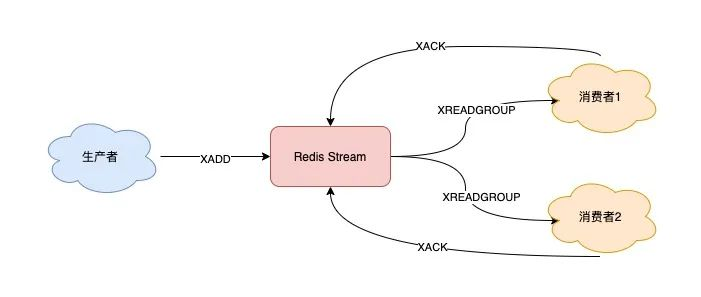 XACK
消费者1
XREADGROUP
生产者
XADD
Redis Stream
XREADGROUP
消费者2
XACK